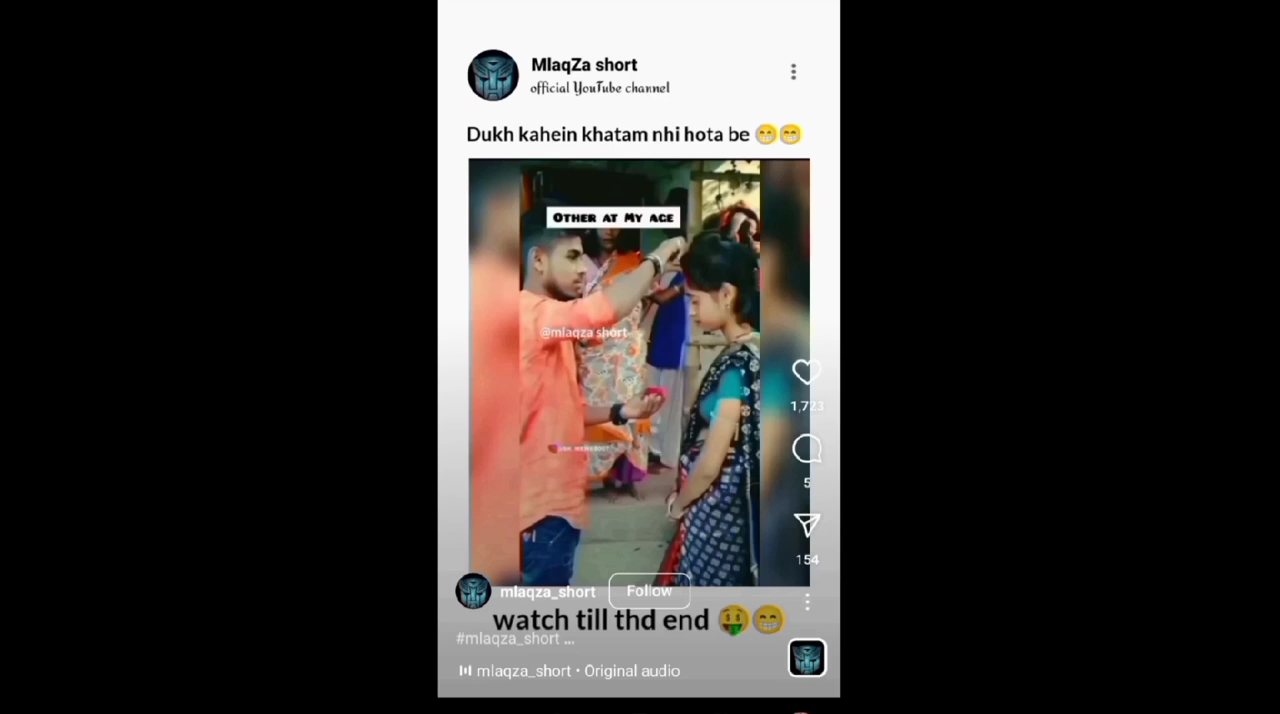 MlaqZa short
official YouTube channel
Dukh kahein khatam nhi hota be 😁😁
OTHER AT MY AGE
@mlaqza short
1,723
5
154
mlaqza_short
Follow
watch till thd end 🤑😁
#mlaqza_short ...
mlaqza_short • Original audio